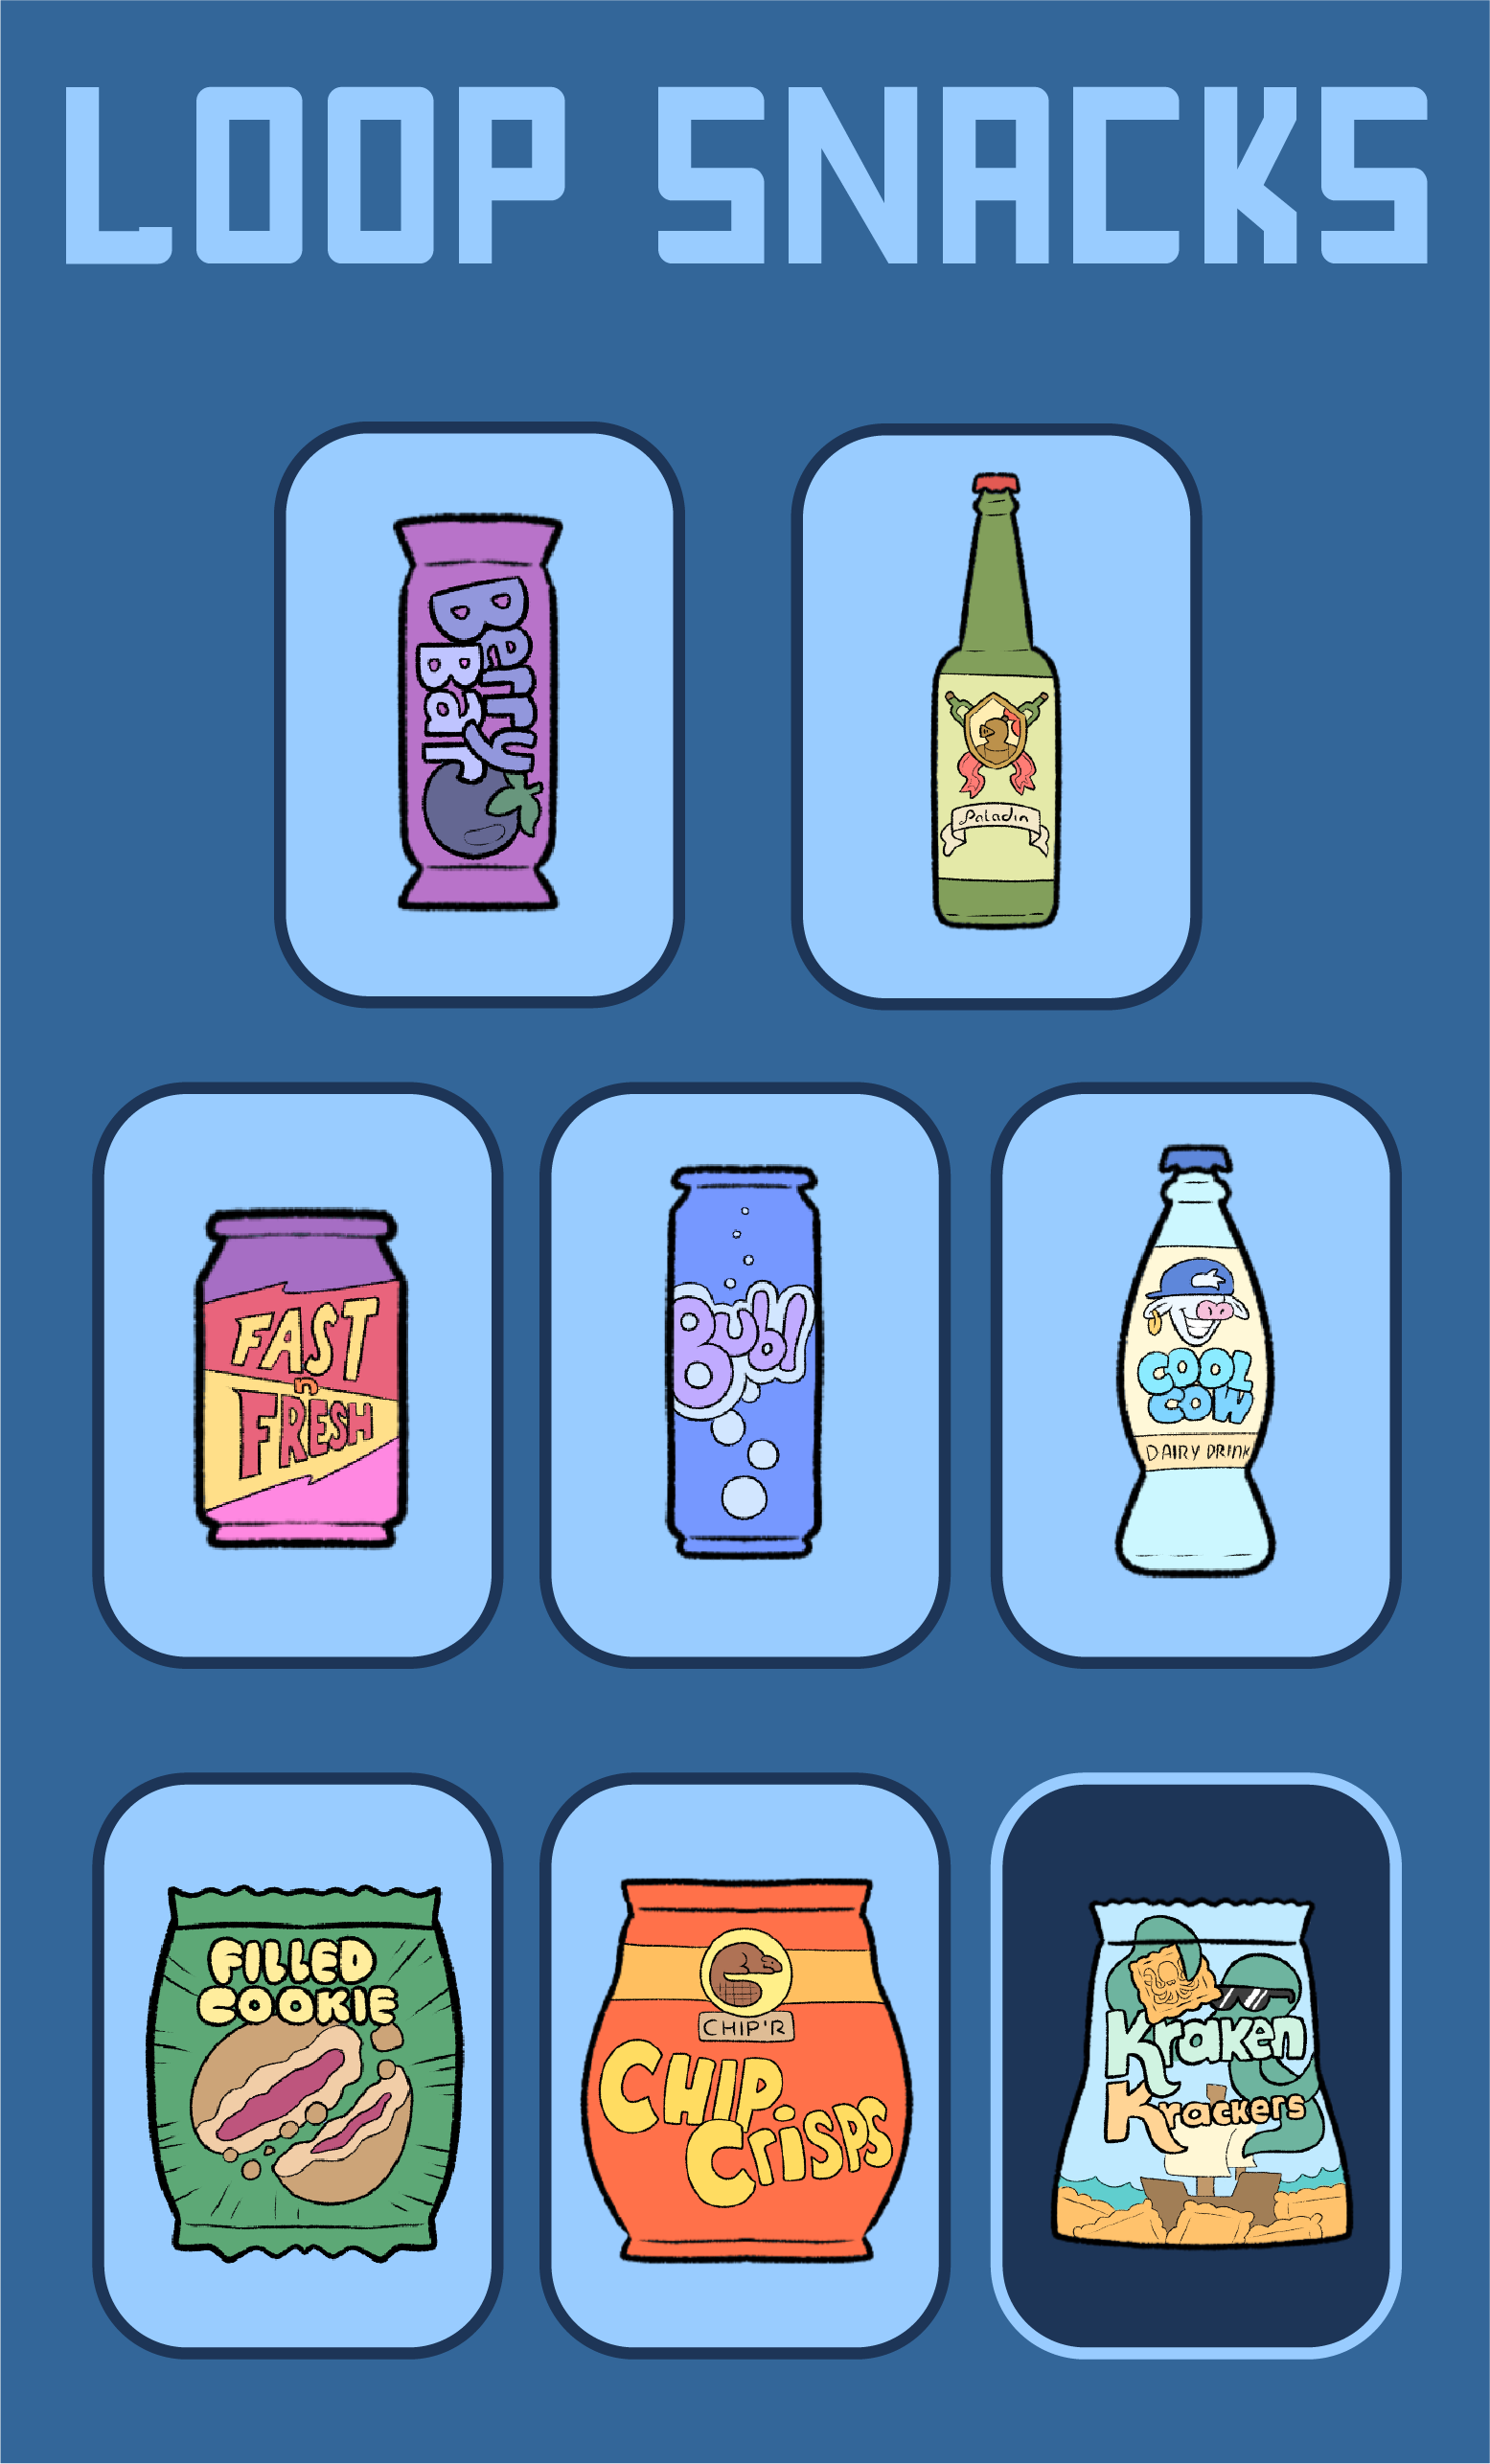 LOOP SNACKS
Berry
Bar
Paladin
FAST
n
FRESH
Bubl
COOL
COW
DAIRY DRINK
FILLED
COOKIE
CHIP'R
CHIP
CRISPS
Kraken
Krackers